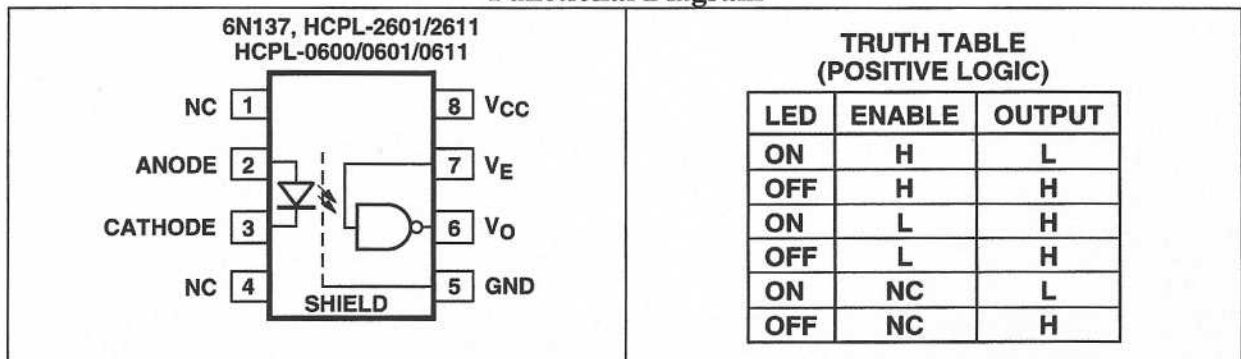 6N137, HCPL-2601/2611
HCPL-0600/0601/0611
NC 1
ANODE 2
CATHODE 3
NC 4
8 VCC
7 VE
6 VO
5 GND
SHIELD
TRUTH TABLE
(POSITIVE LOGIC)
LED ENABLE OUTPUT
ON H L
OFF H H
ON L H
OFF L H
ON NC L
OFF NC H